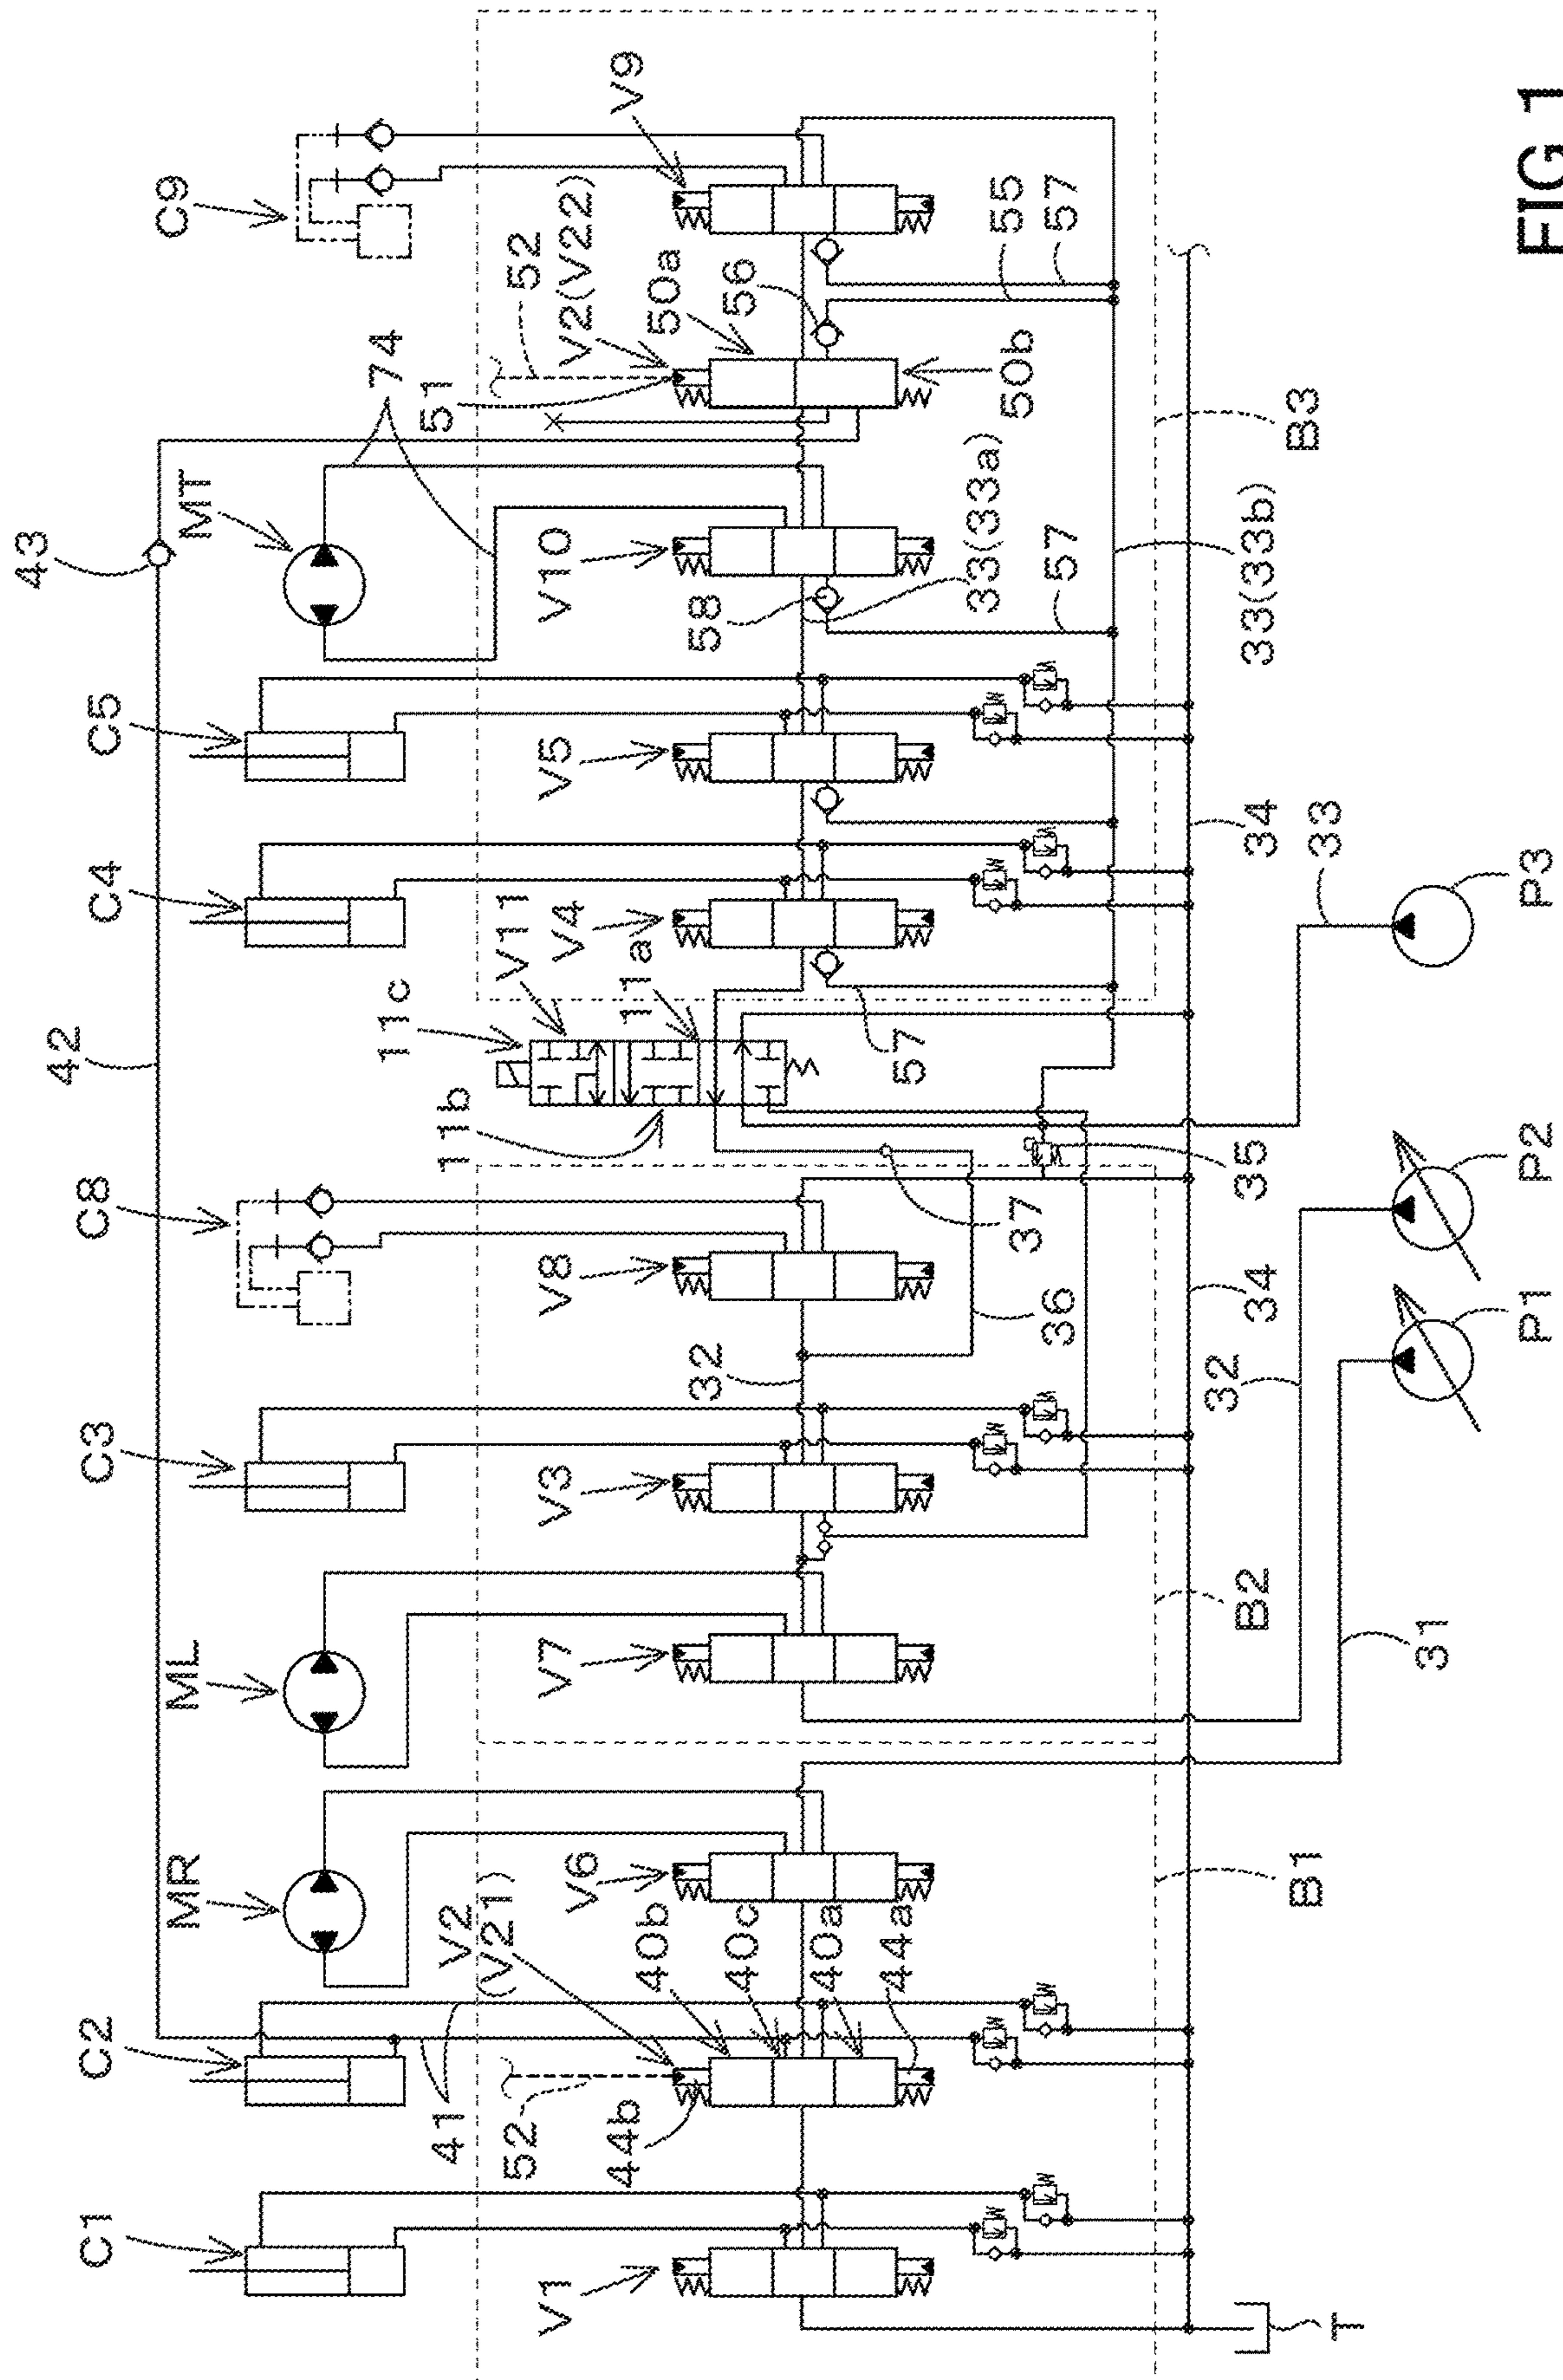 FIG 1
C1
C2
MR
ML
C3
C8
42
C4
C5
43
MT
C9
41
52
V2
(V21)
44b
40b
40c
40a
44a
V1
V6
V7
V3
V8
32
36
37
11b
11c
V11
11a
V4
57
V5
V10
58
33(33a)
57
74
51
52
V2(V22)
50a
56
50b
V9
55
57
B1
B2
B3
33(33b)
34
34
35
32
31
33
P1
P2
P3
T